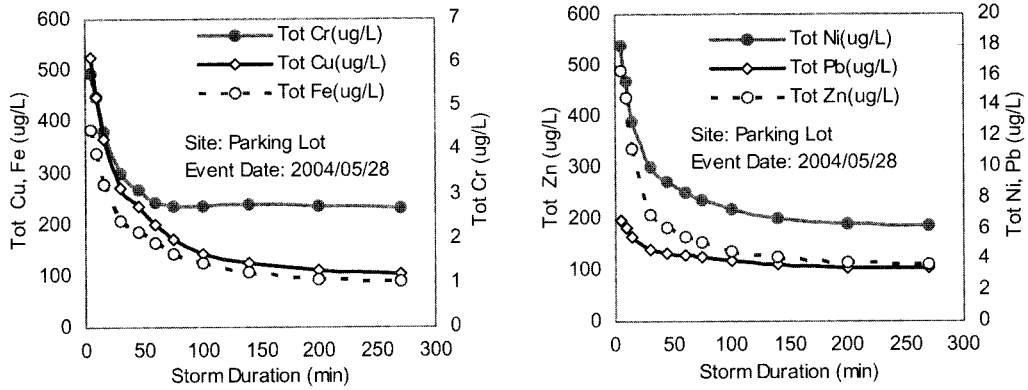 600
500
400
300
200
100
0
Tot Cu, Fe (ug/L)
7
6
5
4
3
2
1
0
Tot Cr (ug/L)
Tot Cr(ug/L)
Tot Cu(ug/L)
Tot Fe(ug/L)
Site: Parking Lot
Event Date: 2004/05/28
0 50 100 150 200 250 300
Storm Duration (min)
600
500
400
300
200
100
0
Tot Zn (ug/L)
20
18
16
14
12
10
8
6
4
2
0
Tot Ni, Pb (ug/L)
Tot Ni(ug/L)
Tot Pb(ug/L)
Tot Zn(ug/L)
Site: Parking Lot
Event Date: 2004/05/28
0 50 100 150 200 250 300
Storm Duration (min)